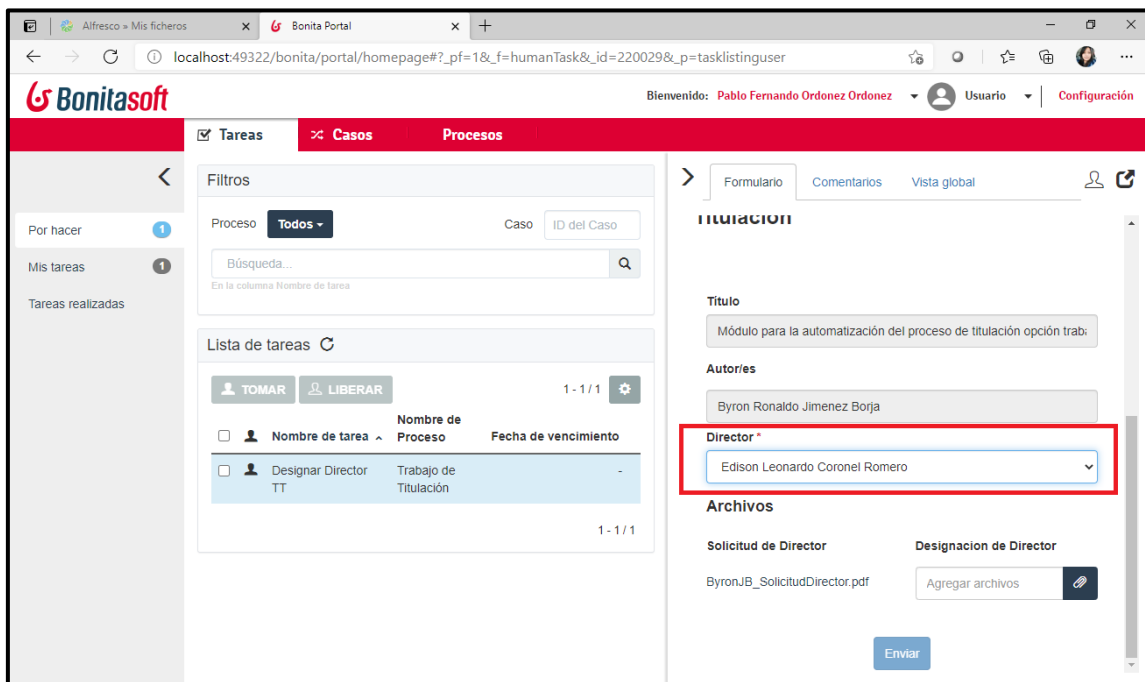 Alfresco » Mis ficheros
Bonita Portal
localhost:49322/bonita/portal/homepage#?_pf=1&_f=humanTask&_id=220029&_p=tasklistinguser
Bonitasoft
Bienvenido: Pablo Fernando Ordonez Ordonez
Usuario
Configuración
Tareas
Casos
Procesos
Por hacer 1
Mis tareas 1
Tareas realizadas
Filtros
Proceso Todos
Caso ID del Caso
Búsqueda...
En la columna Nombre de tarea
Lista de tareas
TOMAR LIBERAR 1 - 1 / 1
Nombre de tarea Nombre de Proceso Fecha de vencimiento
Designar Director TT Trabajo de Titulación -
1 - 1 / 1
Formulario Comentarios Vista global
Titulación
Titulo
Módulo para la automatización del proceso de titulación opción traba
Autor/es
Byron Ronaldo Jimenez Borja
Director *
Edison Leonardo Coronel Romero
Archivos
Solicitud de Director Designacion de Director
ByronJB_SolicitudDirector.pdf Agregar archivos
Enviar